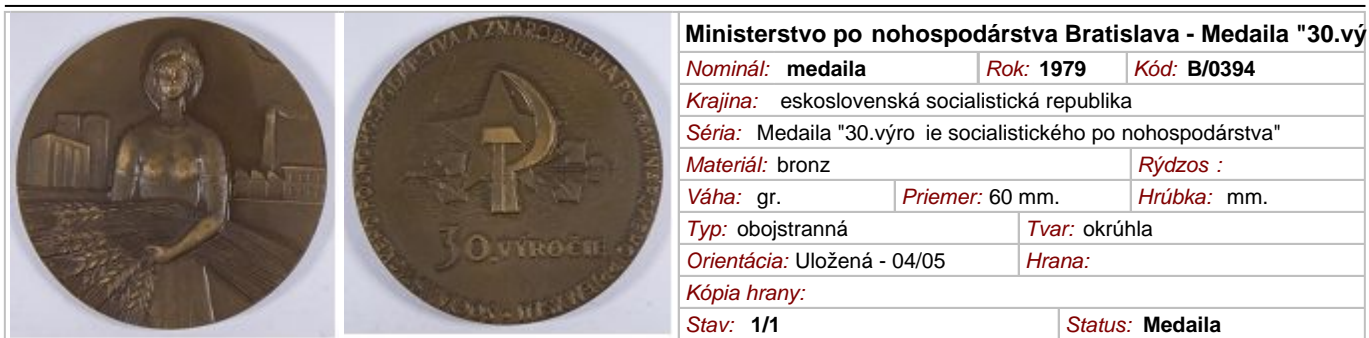 Ministerstvo po nohospodárstva Bratislava - Medaila "30.vý
Nominál: medaila Rok: 1979 Kód: B/0394
Krajina: eskoslovenská socialistická republika
Séria: Medaila "30.výro ie socialistického po nohospodárstva"
Materiál: bronz Rýdzos :
Váha: gr. Priemer: 60 mm. Hrúbka: mm.
Typ: obojstranná Tvar: okrúhla
Orientácia: Uložená - 04/05 Hrana:
Kópia hrany:
Stav: 1/1 Status: Medaila
A ZNÁRODNENIA
30. VÝROČIE